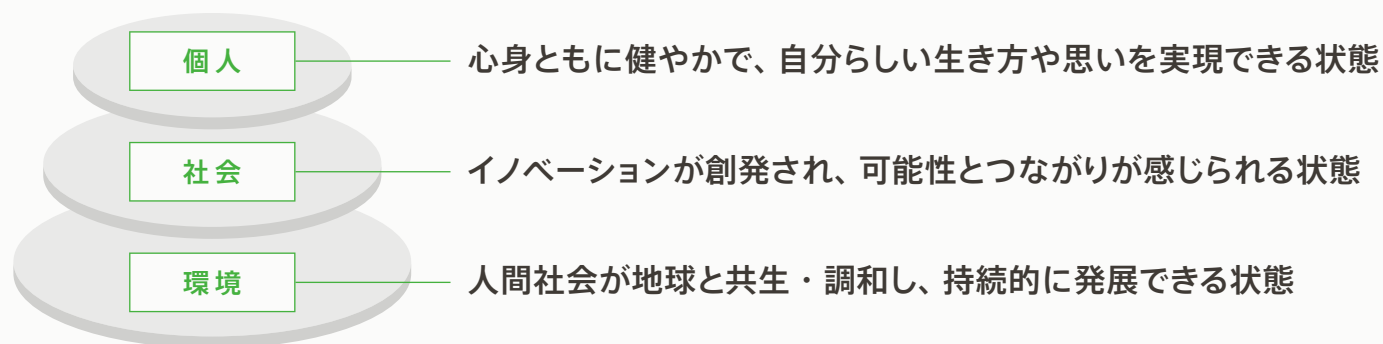 個人
心身ともに健やかで、自分らしい生き方や思いを実現できる状態
社会
イノベーションが創発され、可能性とつながりが感じられる状態
環境
人間社会が地球と共生・調和し、持続的に発展できる状態